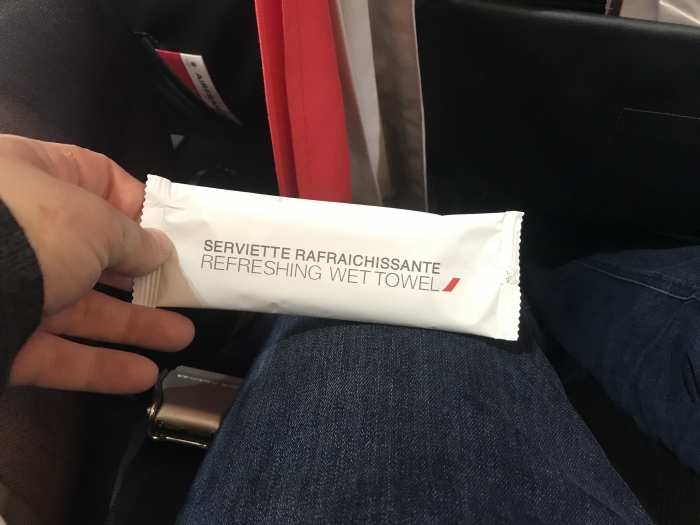 SERVIETTE RAFRAICHISSANTE
REFRESHING WET TOWEL